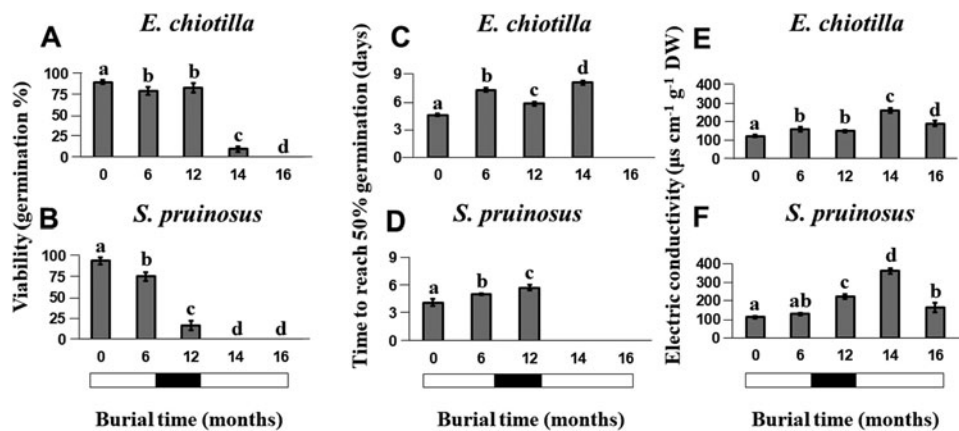 A
E. chiotilla
a
b
b
c
d
100
75
50
25
0
0 6 12 14 16
B
S. pruinosus
a
b
c
d
d
100
75
50
25
0
0 6 12 14 16
Viability (germination %)
Burial time (months)
C
E. chiotilla
a
b
c
d
9
6
3
0
0 6 12 14 16
D
S. pruinosus
a
b
c
9
6
3
0
0 6 12 14 16
Time to reach 50% germination ((days)
Burial time (months)
E
E. chiotilla
a
b
b
c
d
400
300
200
100
0
0 6 12 14 16
F
S. pruinosus
a
ab
c
d
b
400
300
200
100
0
0 6 12 14 16
Electric conductivity (µs cm⁻¹ g⁻¹ DW)
Burial time (months)